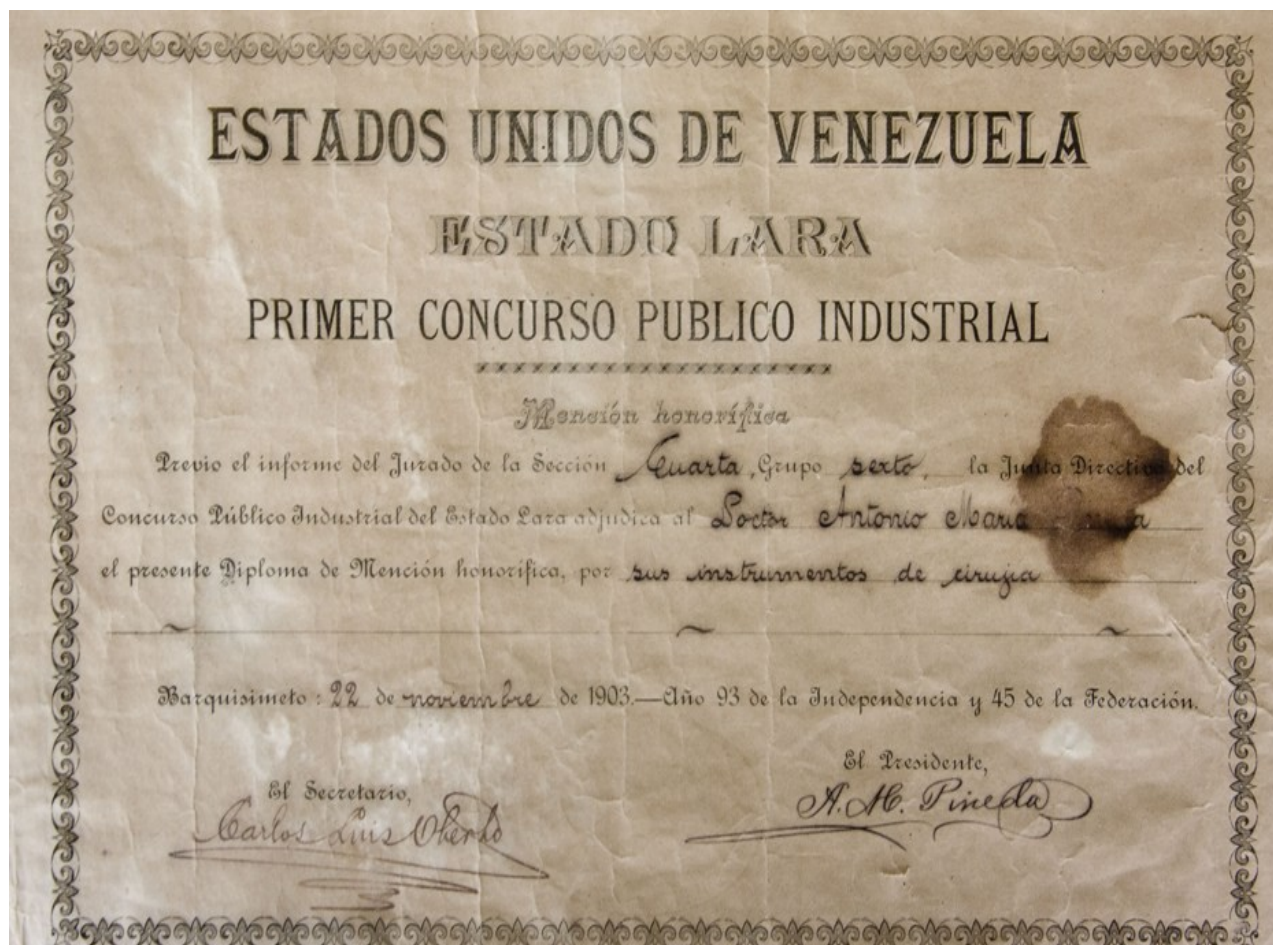 ESTADOS UNIDOS DE VENEZUELA
ESTADO LARA
PRIMER CONCURSO PUBLICO INDUSTRIAL
Mención honorífica
Previo el informe del Jurado de la Sección Cuarta, Grupo sexto, la Junta Directiva del
Concurso Público Industrial del Estado Lara adjudica al Doctor Antonio Maria
el presente Diploma de Mención honorífica, por sus instrumentos de cirujia
Barquisimeto: 22 de noviembre de 1903.—Año 93 de la Independencia y 45 de la Federación.
El Presidente,
A. M. Pineda
El Secretario,
Carlos Luis Oberto